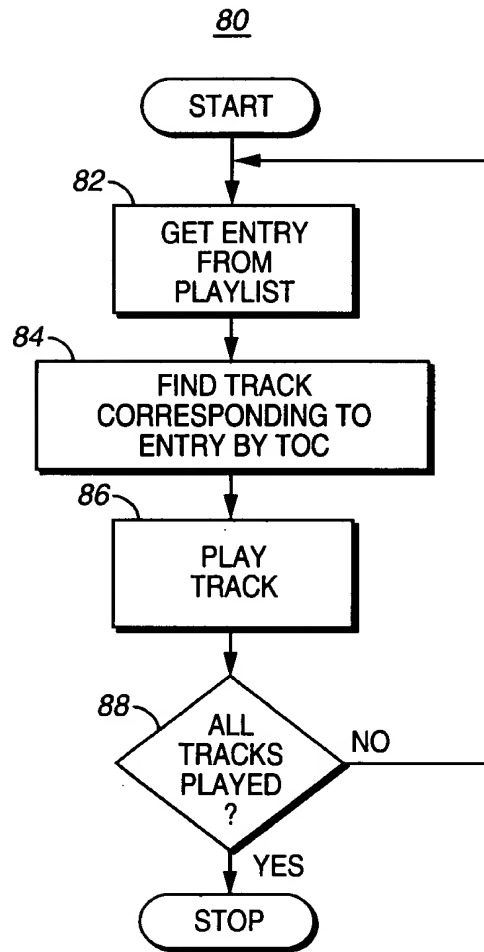 80
START
82
GET ENTRY
FROM
PLAYLIST
84
FIND TRACK
CORRESPONDING TO
ENTRY BY TOC
86
PLAY
TRACK
88
ALL
TRACKS
PLAYED
?
NO
YES
STOP